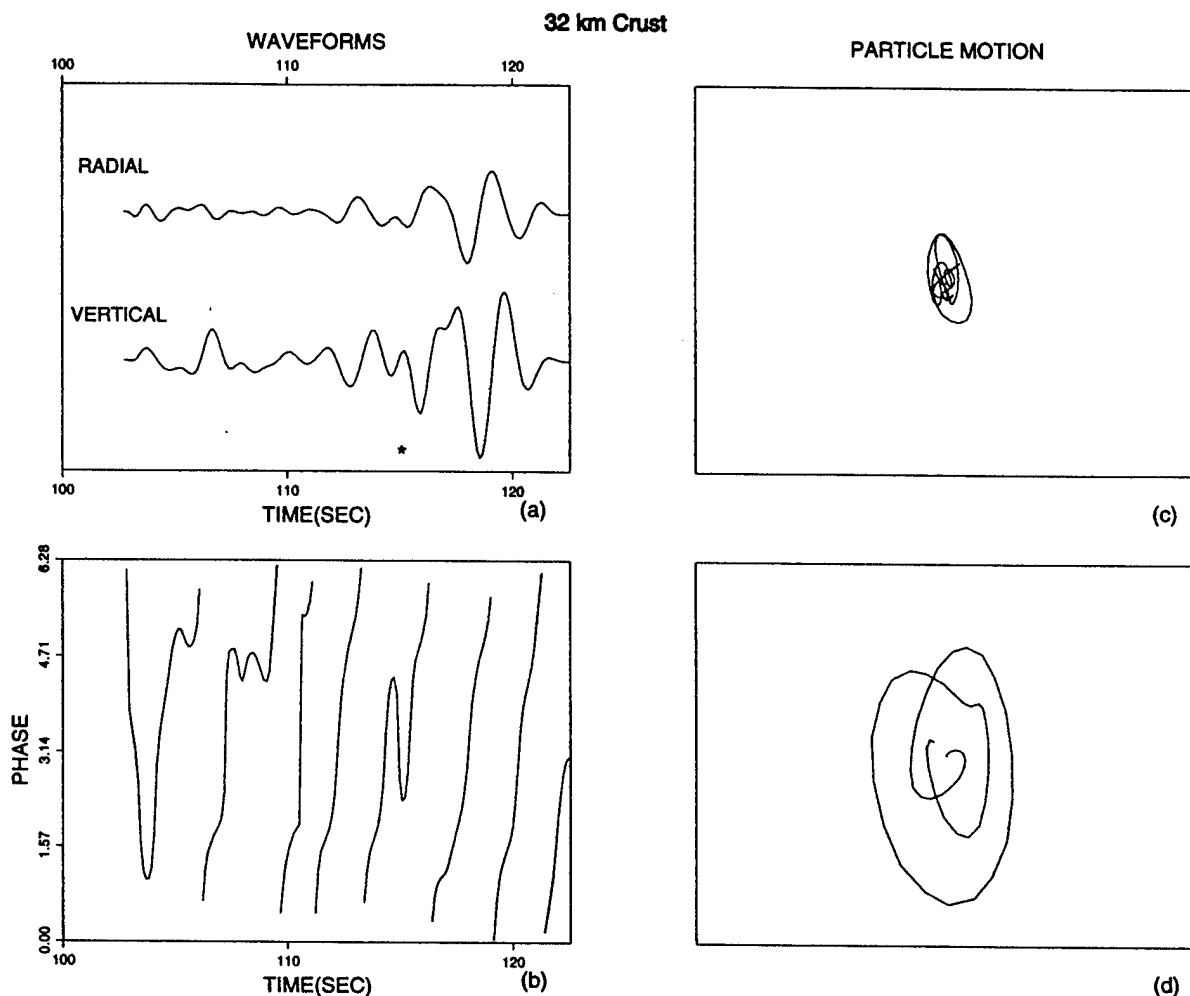 32 km Crust
WAVEFORMS
PARTICLE MOTION
100 110 120
RADIAL
VERTICAL
*
100 110 120
TIME(SEC)
(a)
(c)
6.28
4.71
3.14
1.57
0.00
PHASE
100 110 120
TIME(SEC)
(b)
(d)